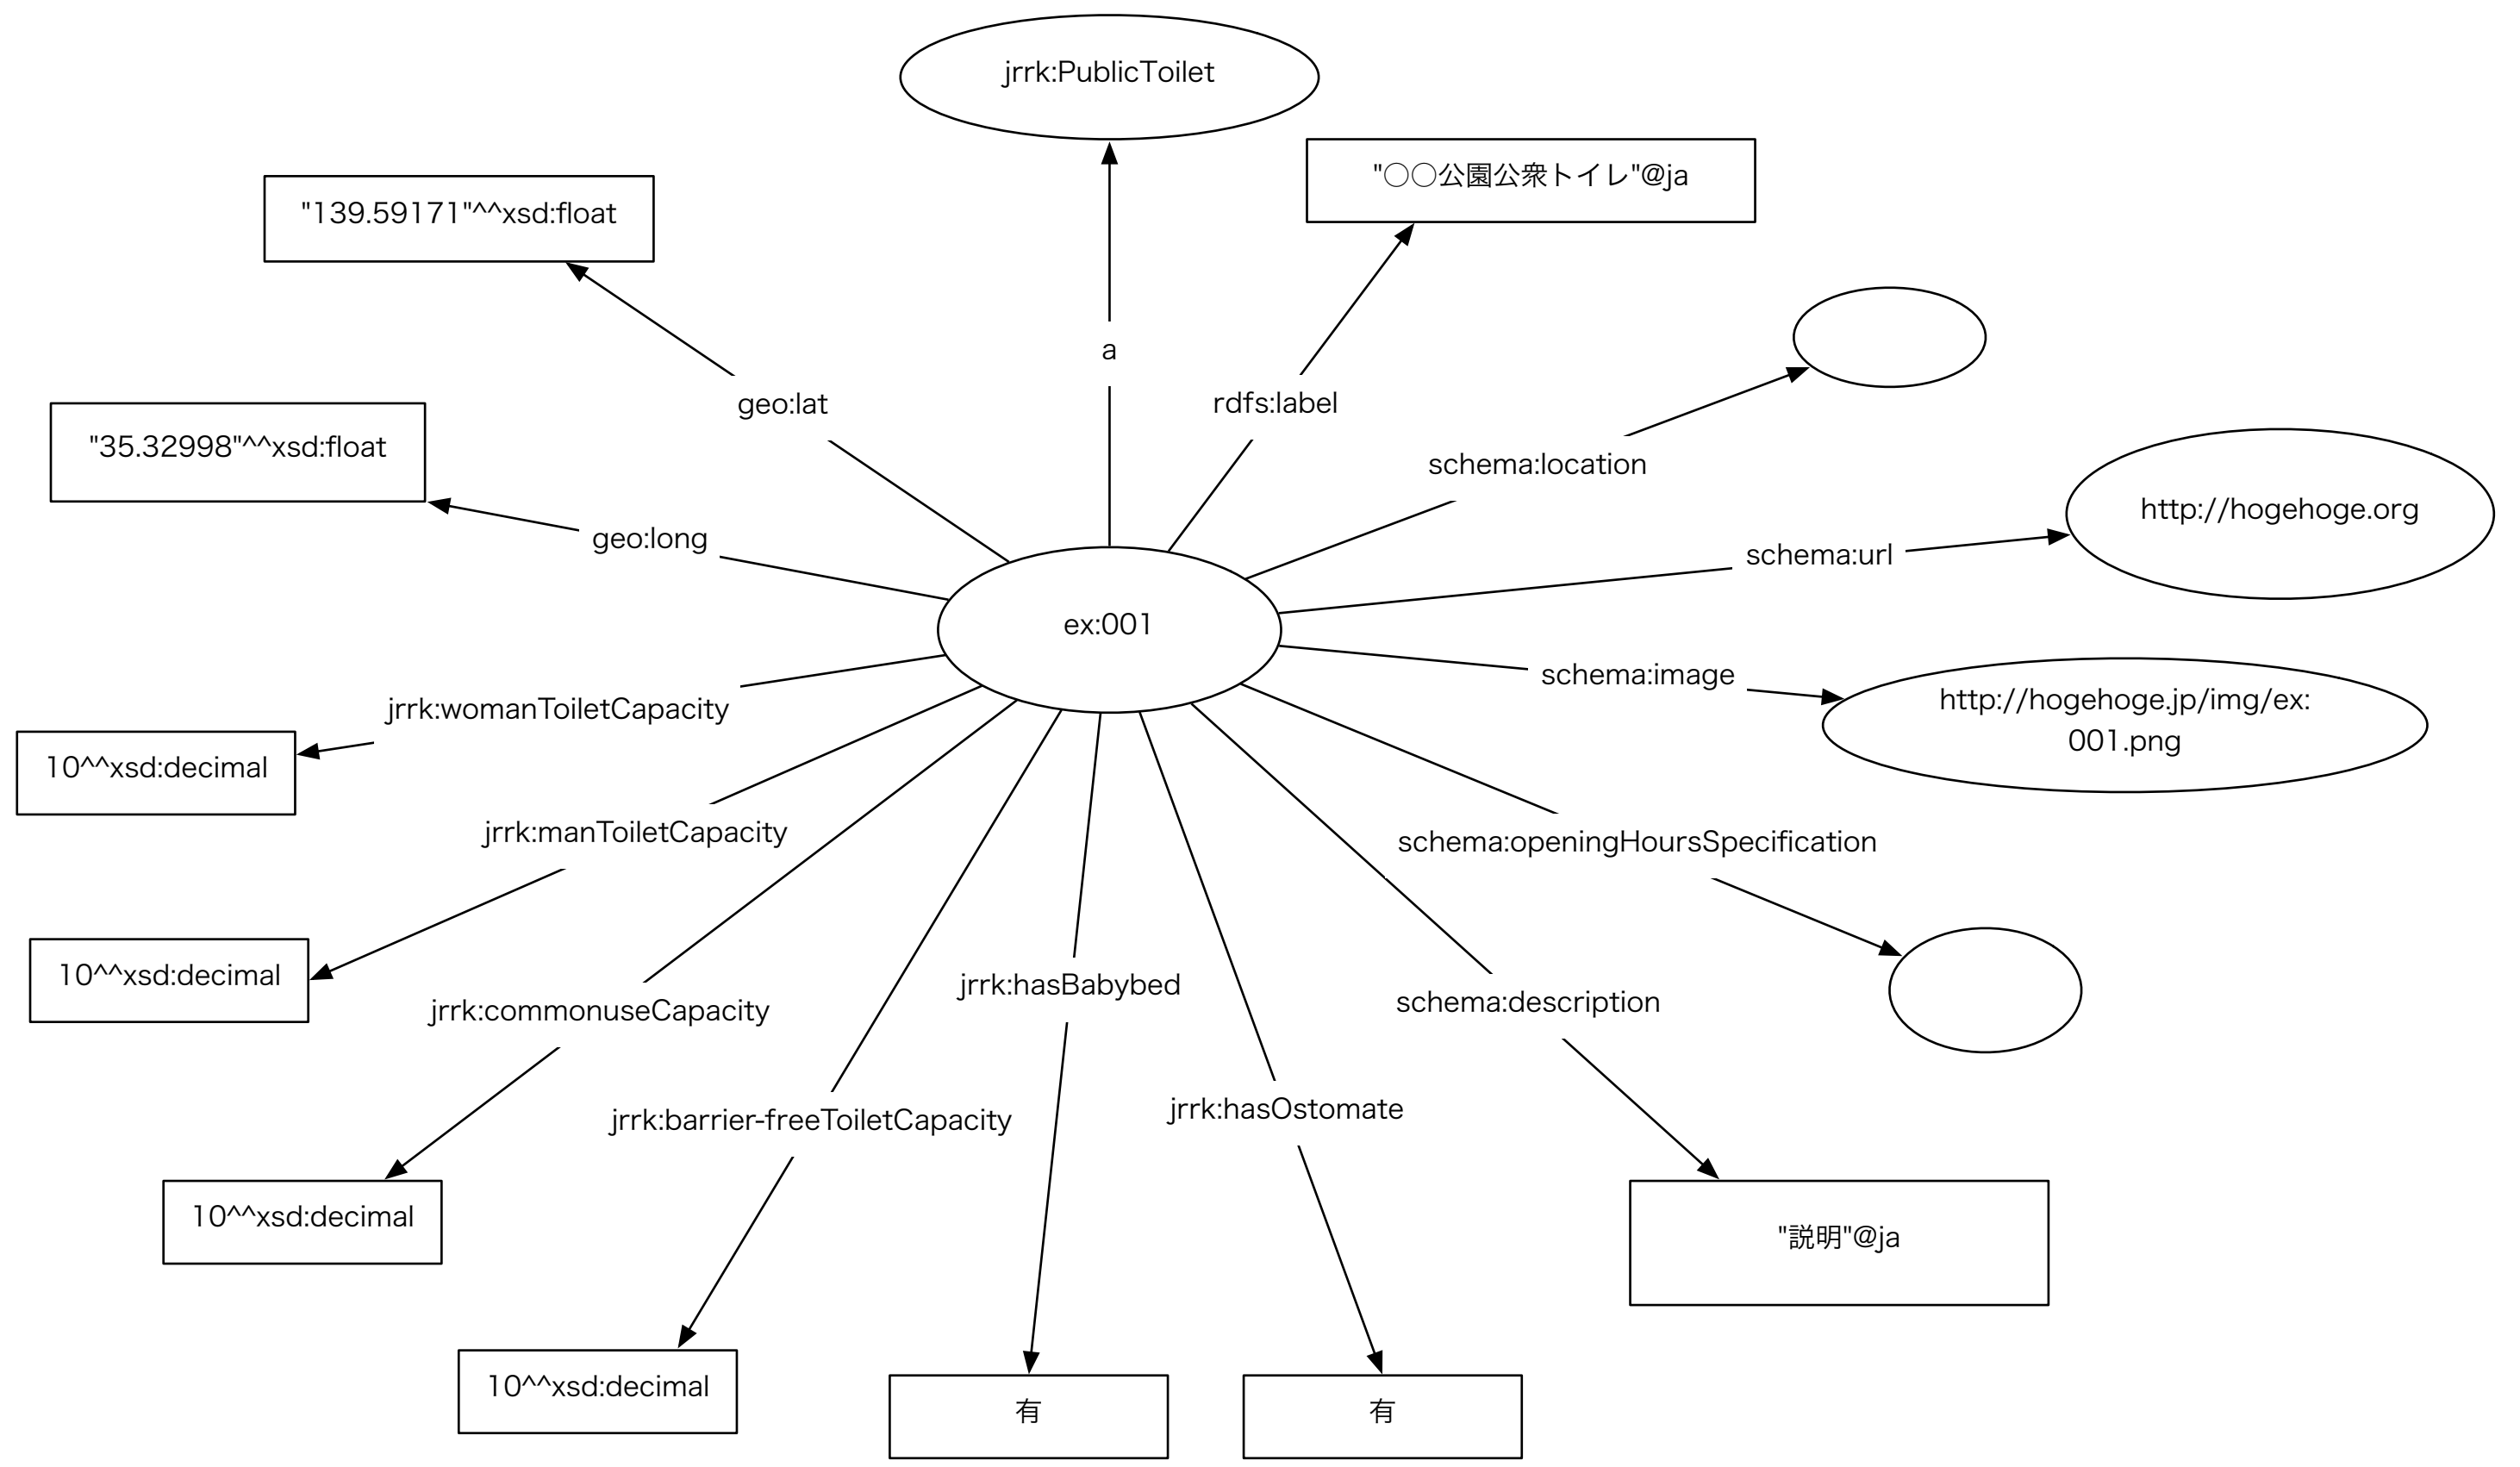 jrrk:PublicToilet
"○○公園公衆トイレ"@ja
"139.59171"^^xsd:float
a
geo:lat
rdfs:label
"35.32998"^^xsd:float
schema:location
http://hogehoge.org
geo:long
schema:url
ex:001
schema:image
http://hogehoge.jp/img/ex:
001.png
jrrk:womanToiletCapacity
10^^xsd:decimal
jrrk:manToiletCapacity
schema:openingHoursSpecification
10^^xsd:decimal
jrrk:hasBabybed
schema:description
jrrk:commonuseCapacity
jrrk:hasOstomate
jrrk:barrier-freeToiletCapacity
10^^xsd:decimal
"説明"@ja
10^^xsd:decimal
有
有